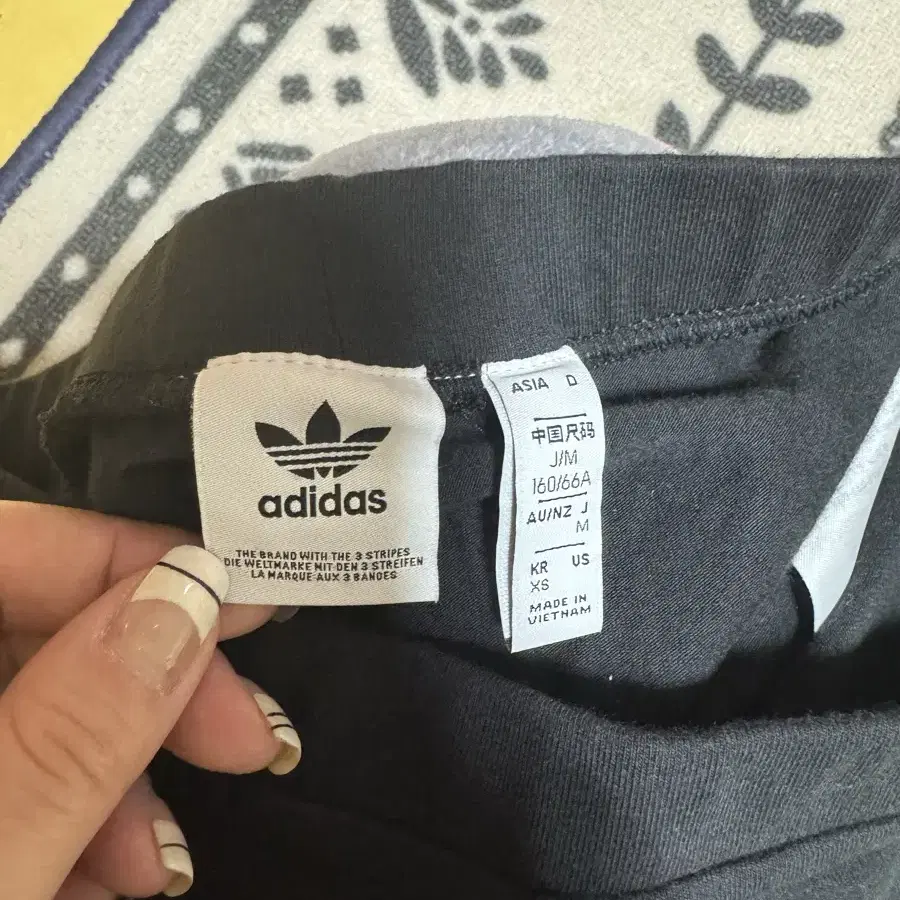 adidas
THE BRAND WITH THE 3 STRIPES
DIE WELTMARKE MIT DEN 3 STREIFEN
LA MARQUE AUX 3 BANDES
ASIA D
中国尺码
J/M
160/66A
AU/NZ J
M
KR US
XS
MADE IN
VIETNAM